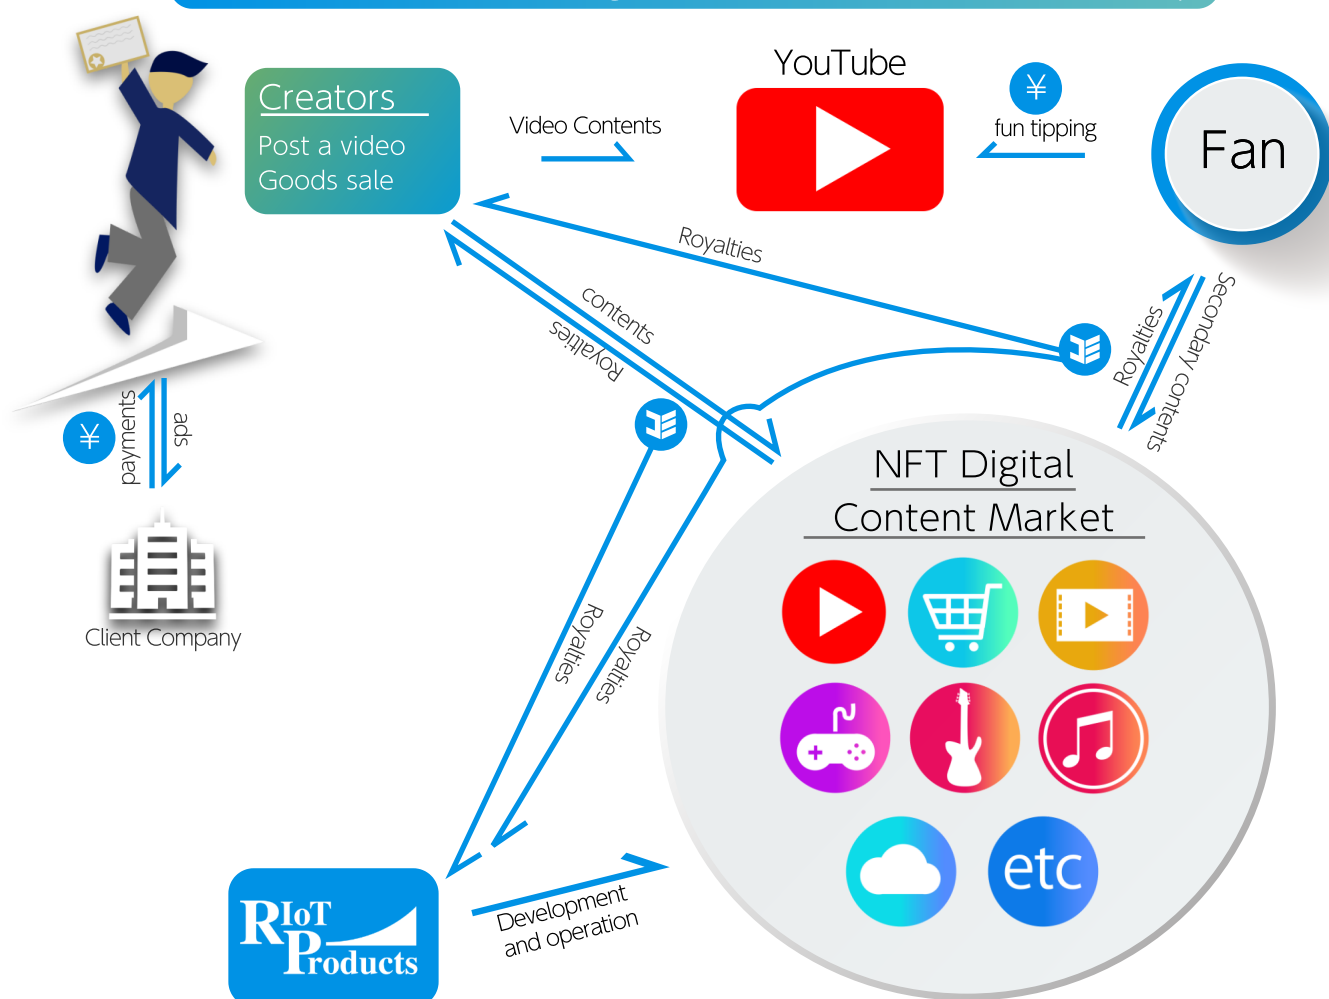 YouTube
Creators
Post a video
Goods sale
Video Contents
¥
fun tipping
Fan
Royalties
contents
Royalties
Royalties
Secondary contents
¥
payments
ads
Client Company
NFT Digital
Content Market
Royalties
Royalties
etc
RIoT
Products
Development
and operation